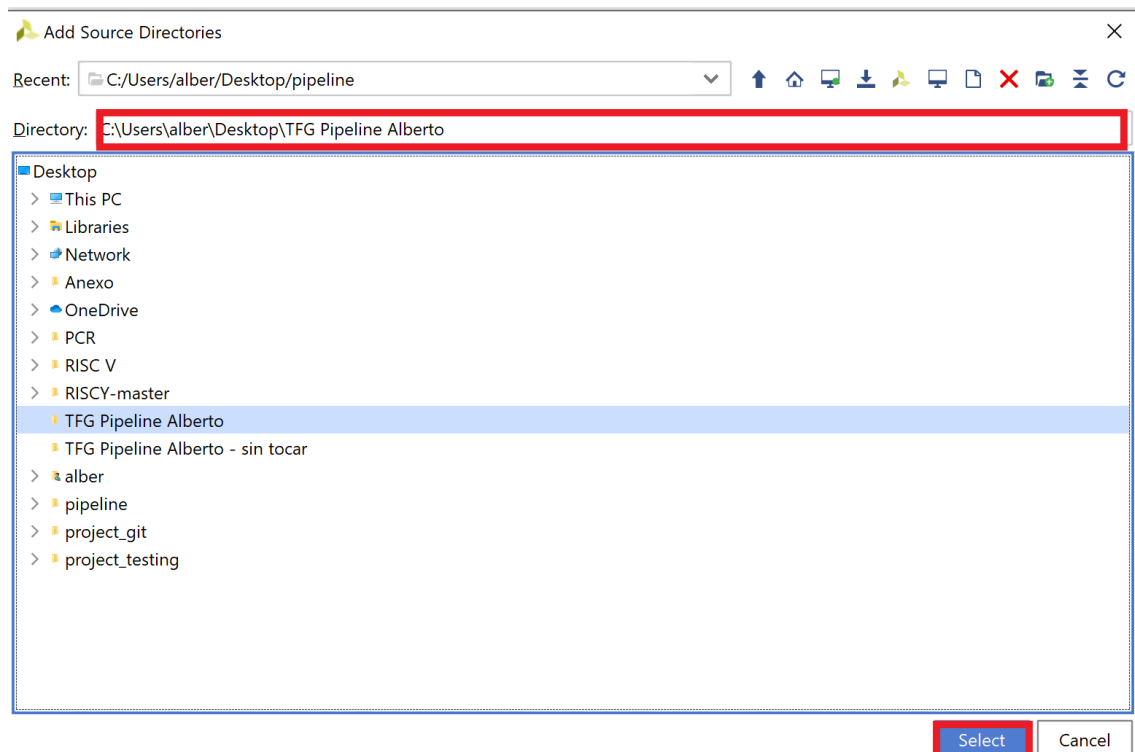 Add Source Directories
Recent: C:/Users/alber/Desktop/pipeline
Directory: C:\Users\alber\Desktop\TFG Pipeline Alberto
Desktop
This PC
Libraries
Network
Anexo
OneDrive
PCR
RISC V
RISCY-master
TFG Pipeline Alberto
TFG Pipeline Alberto - sin tocar
alber
pipeline
project_git
project_testing
Select Cancel